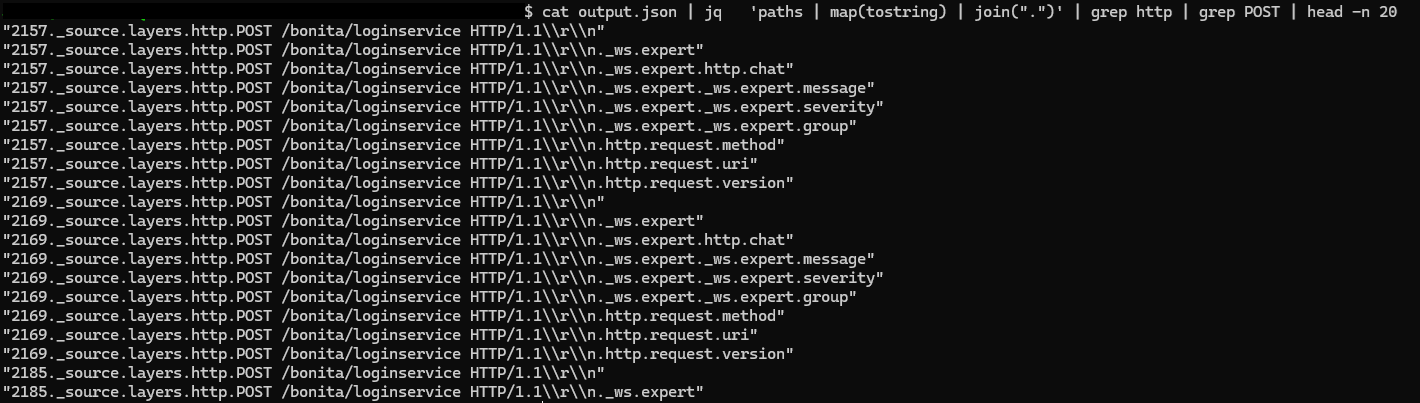 $ cat output.json | jq   'paths | map(tostring) | join(".")' | grep http | grep POST | head -n 20
"2157._source.layers.http.POST /bonita/loginservice HTTP/1.1\\r\\n"
"2157._source.layers.http.POST /bonita/loginservice HTTP/1.1\\r\\n._ws.expert"
"2157._source.layers.http.POST /bonita/loginservice HTTP/1.1\\r\\n._ws.expert.http.chat"
"2157._source.layers.http.POST /bonita/loginservice HTTP/1.1\\r\\n._ws.expert._ws.expert.message"
"2157._source.layers.http.POST /bonita/loginservice HTTP/1.1\\r\\n._ws.expert._ws.expert.severity"
"2157._source.layers.http.POST /bonita/loginservice HTTP/1.1\\r\\n._ws.expert._ws.expert.group"
"2157._source.layers.http.POST /bonita/loginservice HTTP/1.1\\r\\n.http.request.method"
"2157._source.layers.http.POST /bonita/loginservice HTTP/1.1\\r\\n.http.request.uri"
"2157._source.layers.http.POST /bonita/loginservice HTTP/1.1\\r\\n.http.request.version"
"2169._source.layers.http.POST /bonita/loginservice HTTP/1.1\\r\\n"
"2169._source.layers.http.POST /bonita/loginservice HTTP/1.1\\r\\n._ws.expert"
"2169._source.layers.http.POST /bonita/loginservice HTTP/1.1\\r\\n._ws.expert.http.chat"
"2169._source.layers.http.POST /bonita/loginservice HTTP/1.1\\r\\n._ws.expert._ws.expert.message"
"2169._source.layers.http.POST /bonita/loginservice HTTP/1.1\\r\\n._ws.expert._ws.expert.severity"
"2169._source.layers.http.POST /bonita/loginservice HTTP/1.1\\r\\n._ws.expert._ws.expert.group"
"2169._source.layers.http.POST /bonita/loginservice HTTP/1.1\\r\\n.http.request.method"
"2169._source.layers.http.POST /bonita/loginservice HTTP/1.1\\r\\n.http.request.uri"
"2169._source.layers.http.POST /bonita/loginservice HTTP/1.1\\r\\n.http.request.version"
"2185._source.layers.http.POST /bonita/loginservice HTTP/1.1\\r\\n"
"2185._source.layers.http.POST /bonita/loginservice HTTP/1.1\\r\\n._ws.expert"